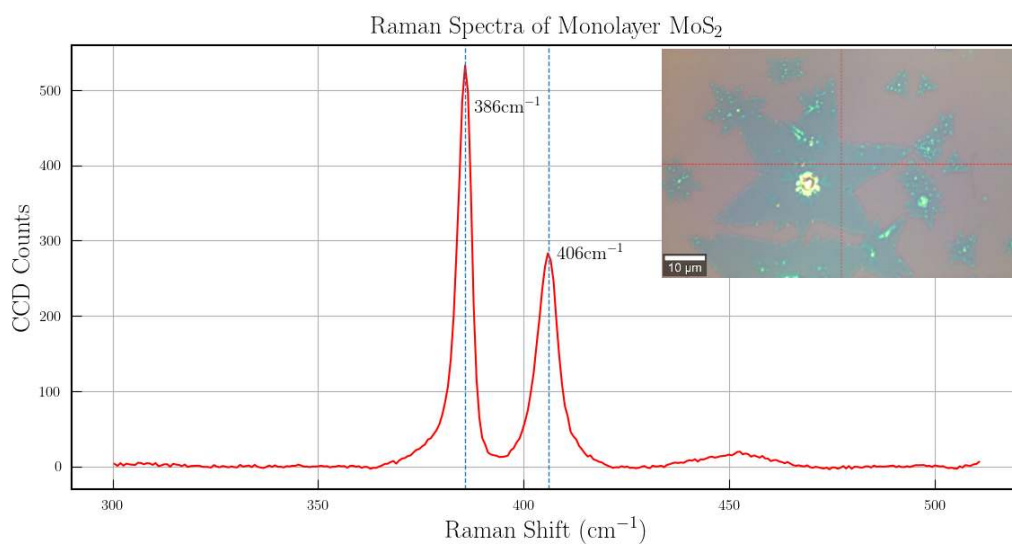 Raman Spectra of Monolayer MoS₂
500
400
300
200
100
0
CCD Counts
386cm⁻¹
406cm⁻¹
10 µm
300
350
400
450
500
Raman Shift (cm⁻¹)